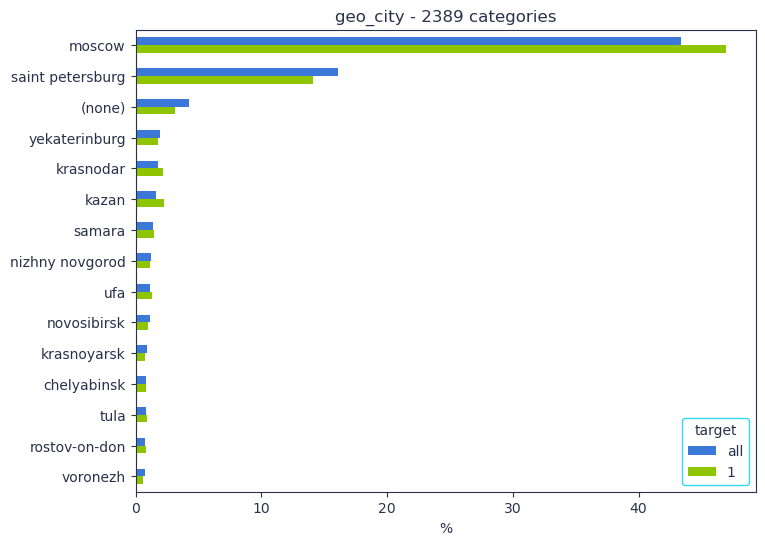 geo_city - 2389 categories
moscow
saint petersburg
(none)
yekaterinburg
krasnodar
kazan
samara
nizhny novgorod
ufa
novosibirsk
krasnoyarsk
chelyabinsk
tula
rostov-on-don
voronezh
target
all
1
0 10 20 30 40
%